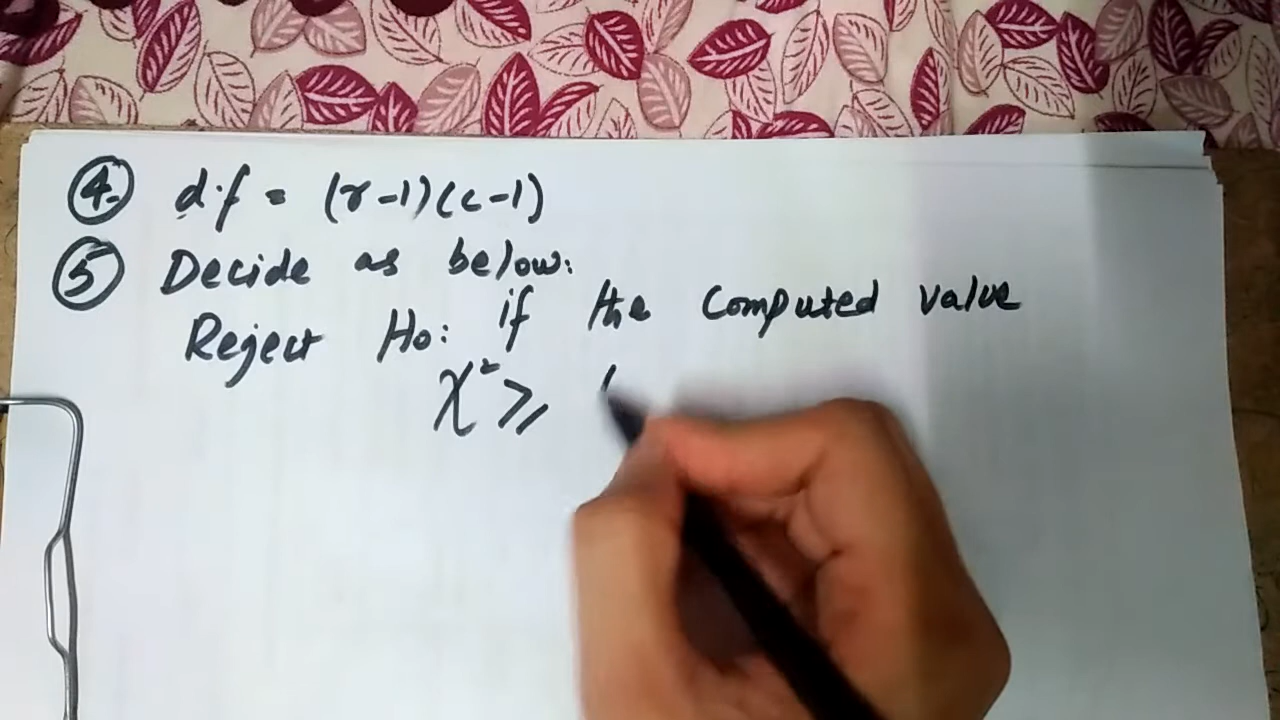 4. d.f = (r-1)(c-1)
5 Decide as below:
Reject Ho: if the computed value
χ² ≥